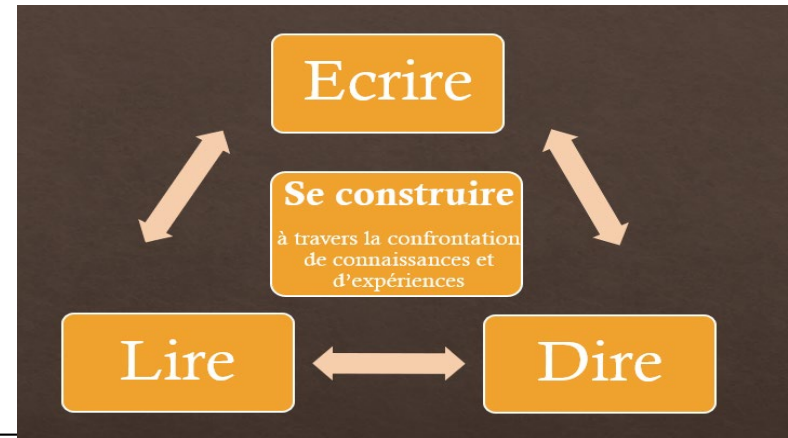 Ecrire
Se construire
à travers la confrontation
de connaissances et
d'expériences
Lire
Dire